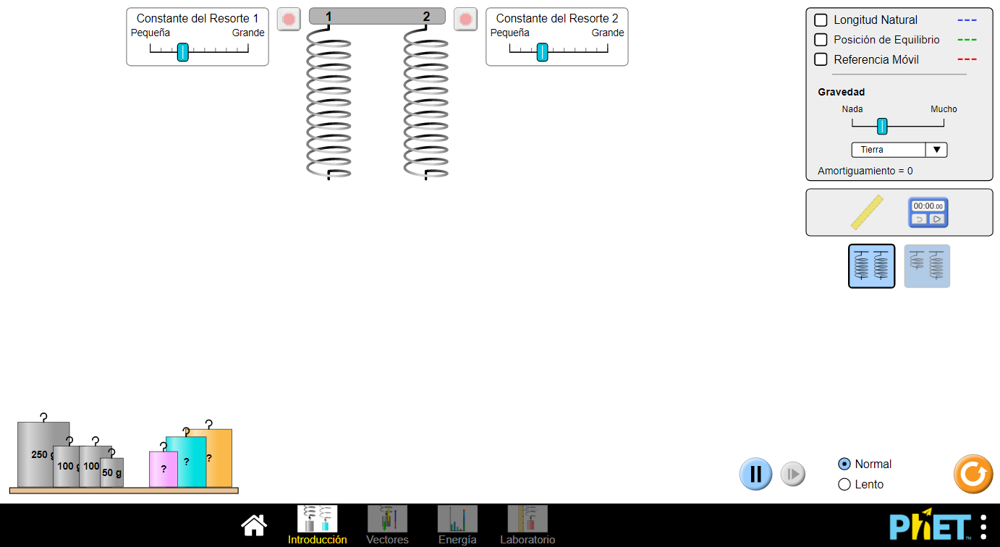 Constante del Resorte 1
Pequeña Grande
1 2
Constante del Resorte 2
Pequeña Grande
Longitud Natural
Posición de Equilibrio
Referencia Móvil
Gravedad
Nada Mucho
Tierra
Amortiguamiento = 0
00:00.00
250 g
100 g
100
50 g
?
?
?
Normal
Lento
Introducción
Vectores
Energía
Laboratorio
PhET